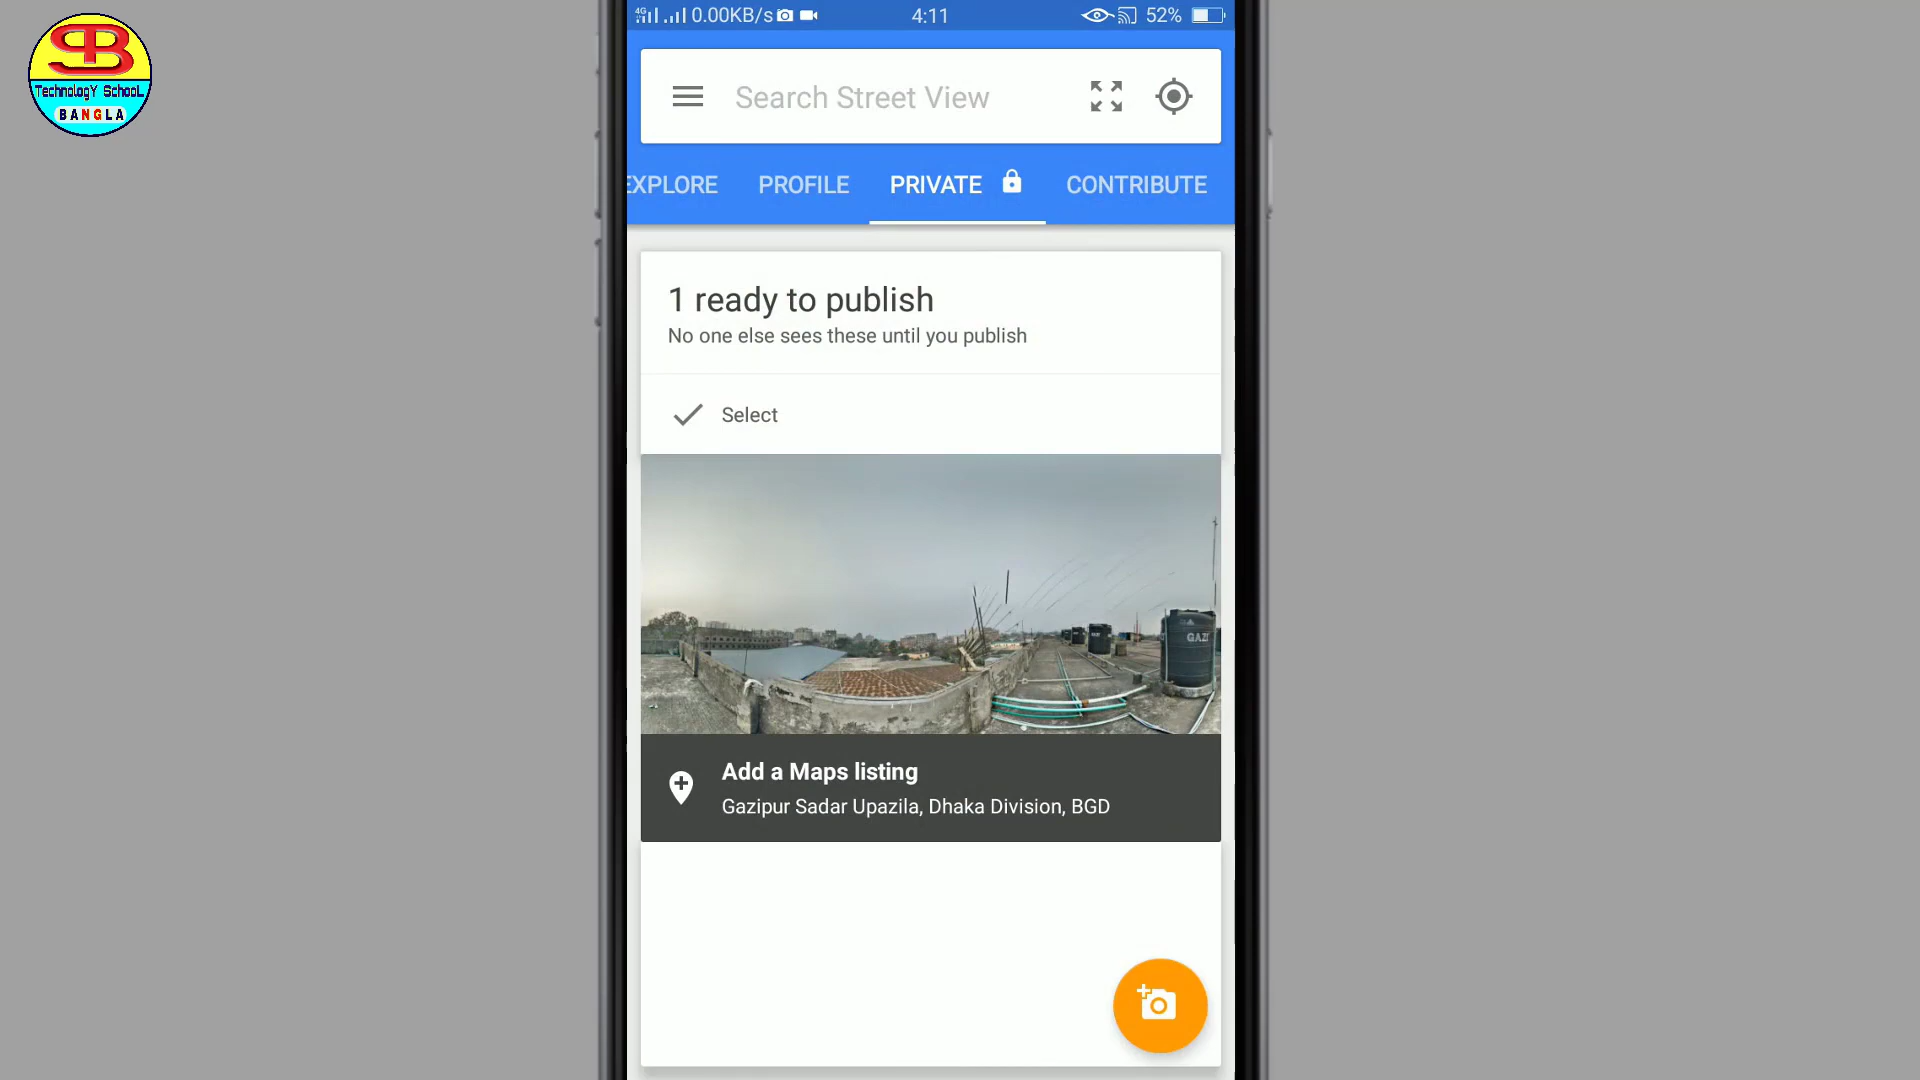 PB
TechnologY SchooL
BANGLA
4G 0.00KB/s 4:11 52%
Search Street View
EXPLORE PROFILE PRIVATE CONTRIBUTE
1 ready to publish
No one else sees these until you publish
Select
GAZI
Add a Maps listing
Gazipur Sadar Upazila, Dhaka Division, BGD